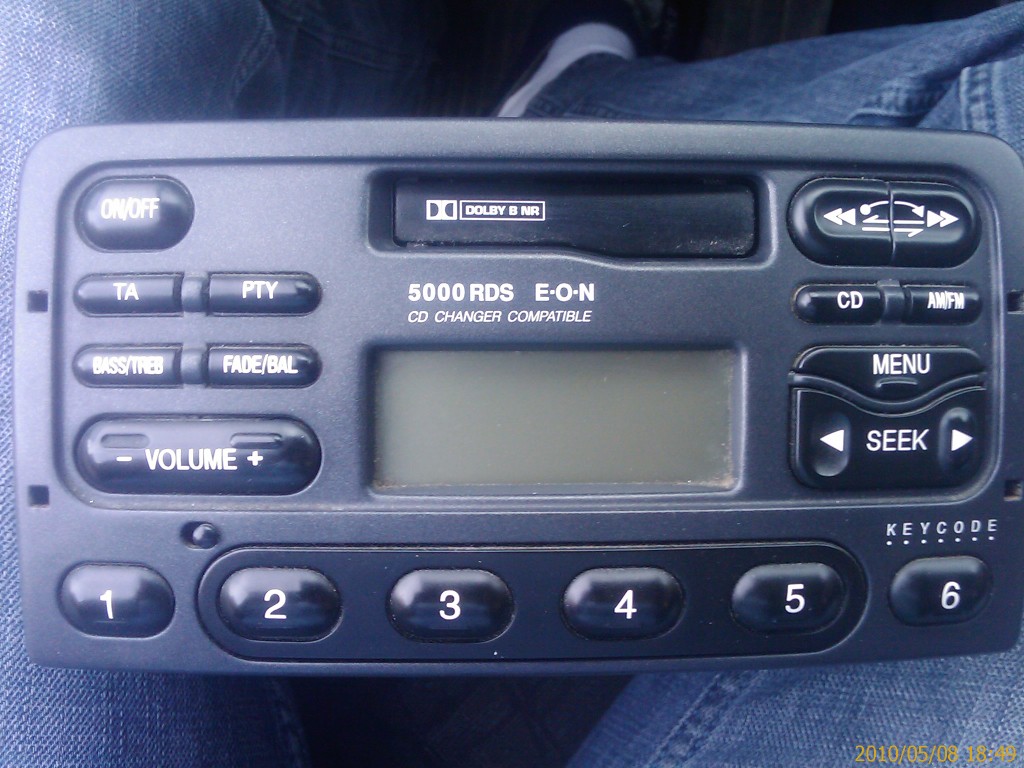 ON/OFF
DOLBY B NR
TA PTY
5000 RDS E·O·N
CD AM/FM
CD CHANGER COMPATIBLE
BASS/TREB FADE/BAL
MENU
- VOLUME +
SEEK
KEYCODE
1 2 3 4 5 6
2010/05/08 18:49